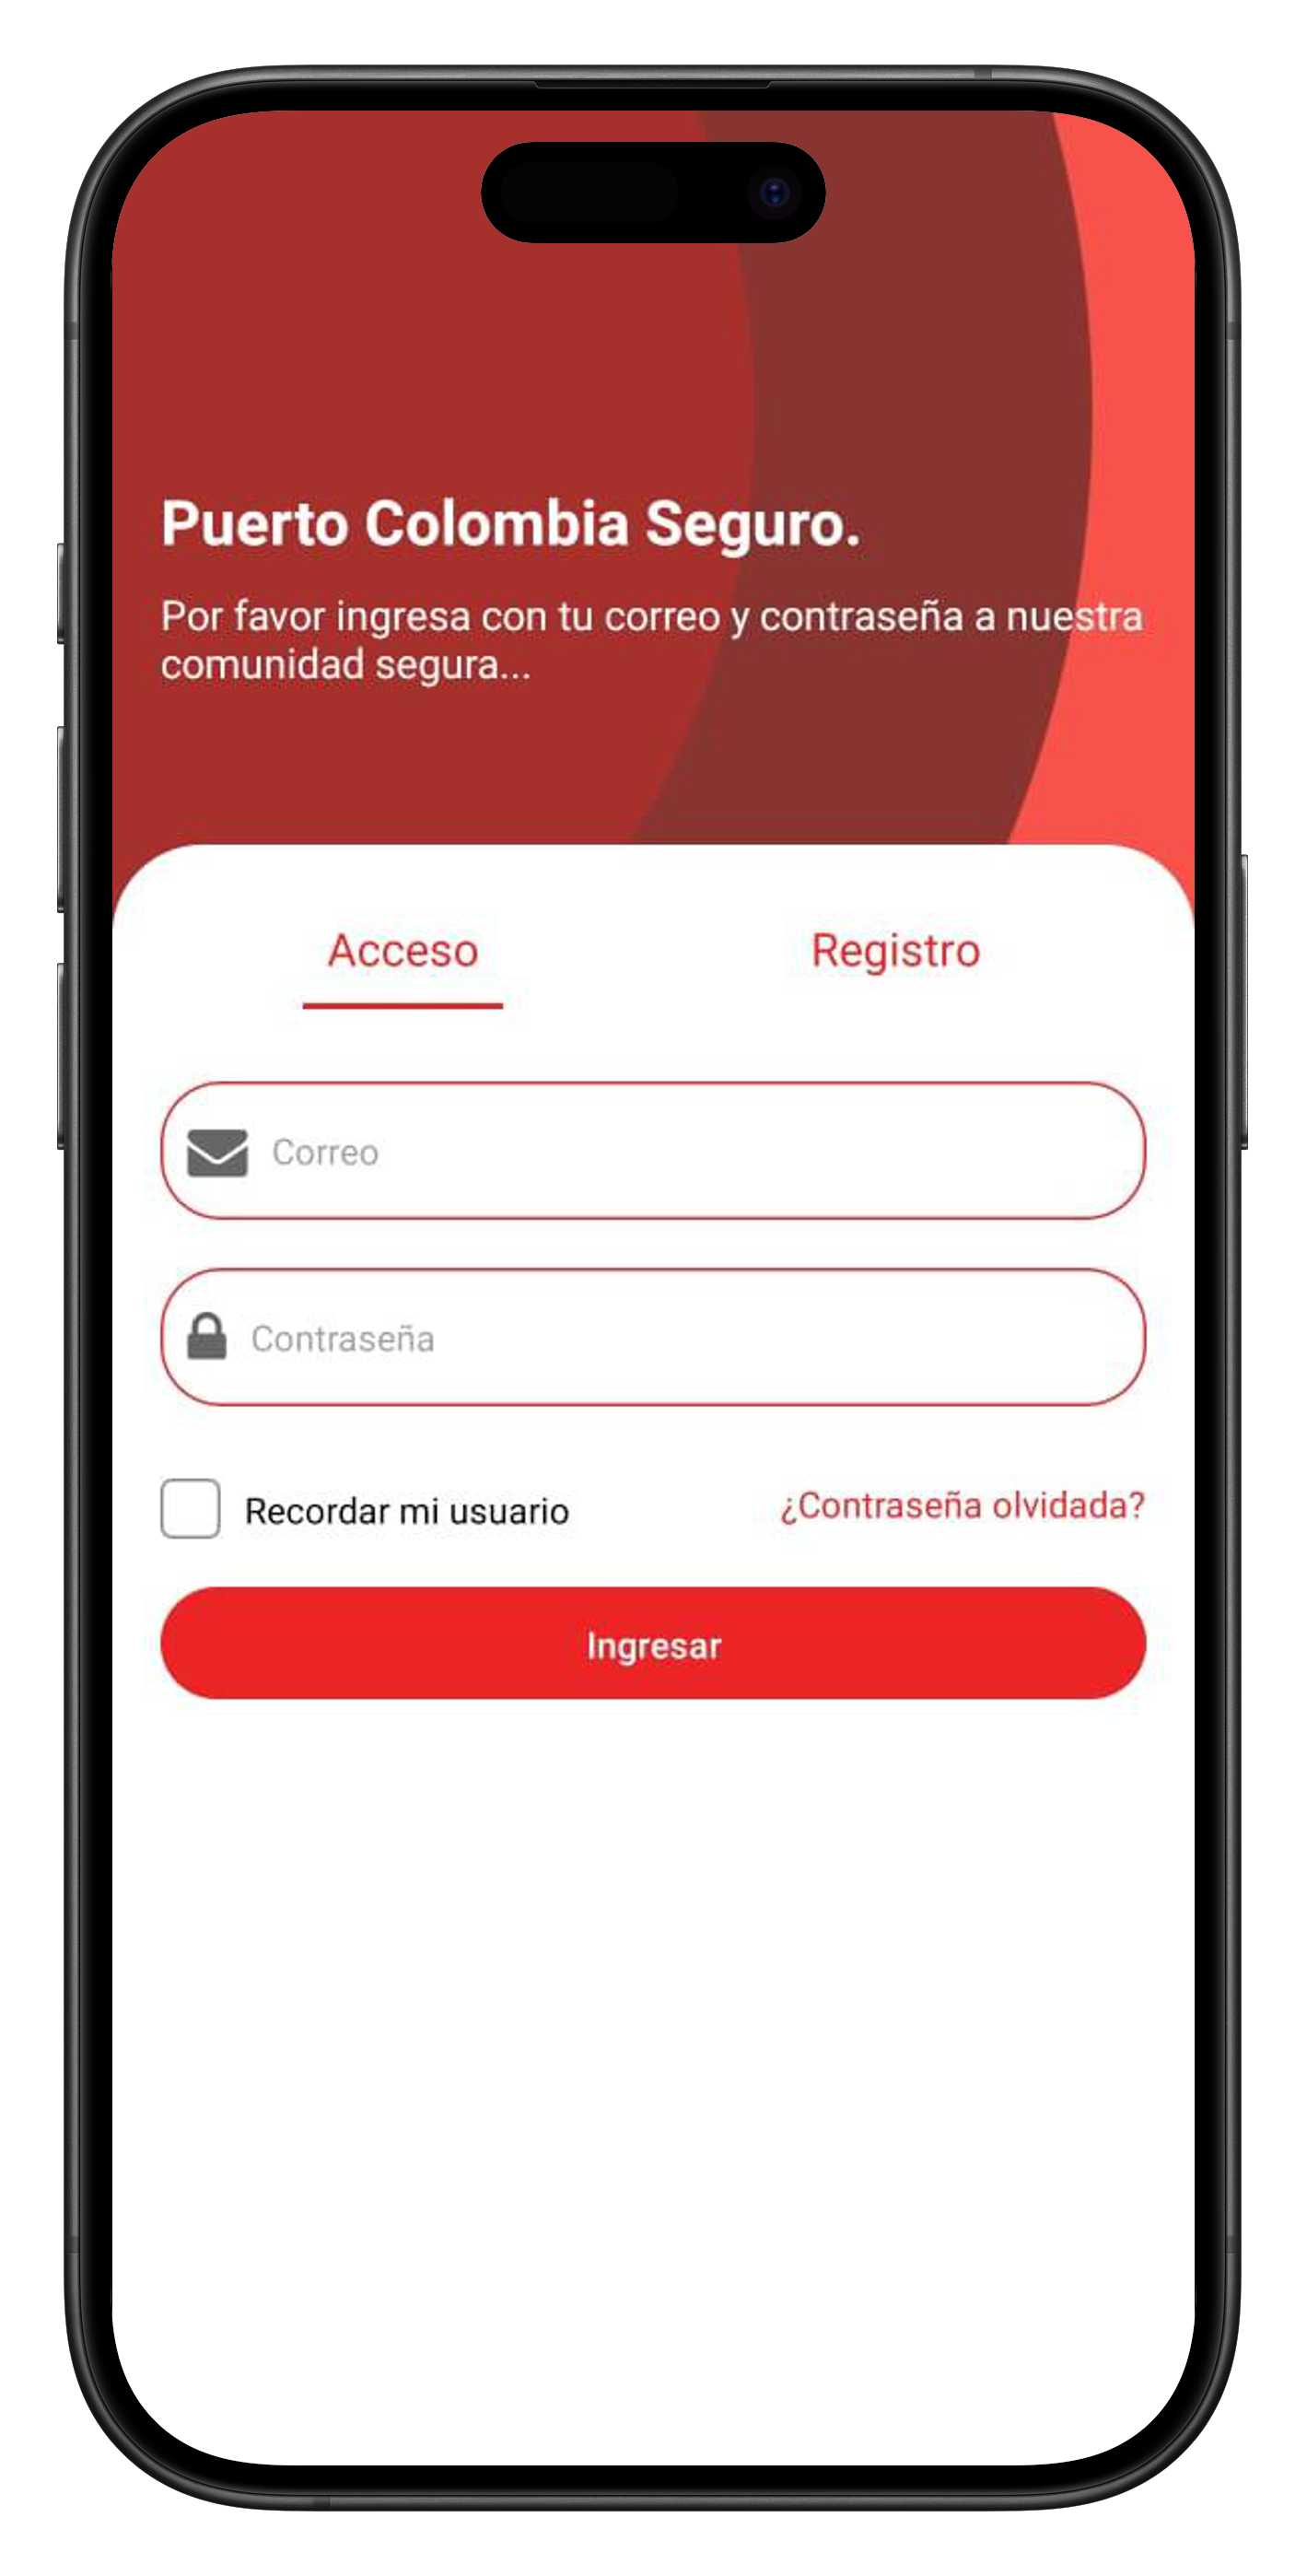 Puerto Colombia Seguro.
Por favor ingresa con tu correo y contraseña a nuestra
comunidad segura...
Acceso
Registro
Correo
Contraseña
Recordar mi usuario
¿Contraseña olvidada?
Ingresar